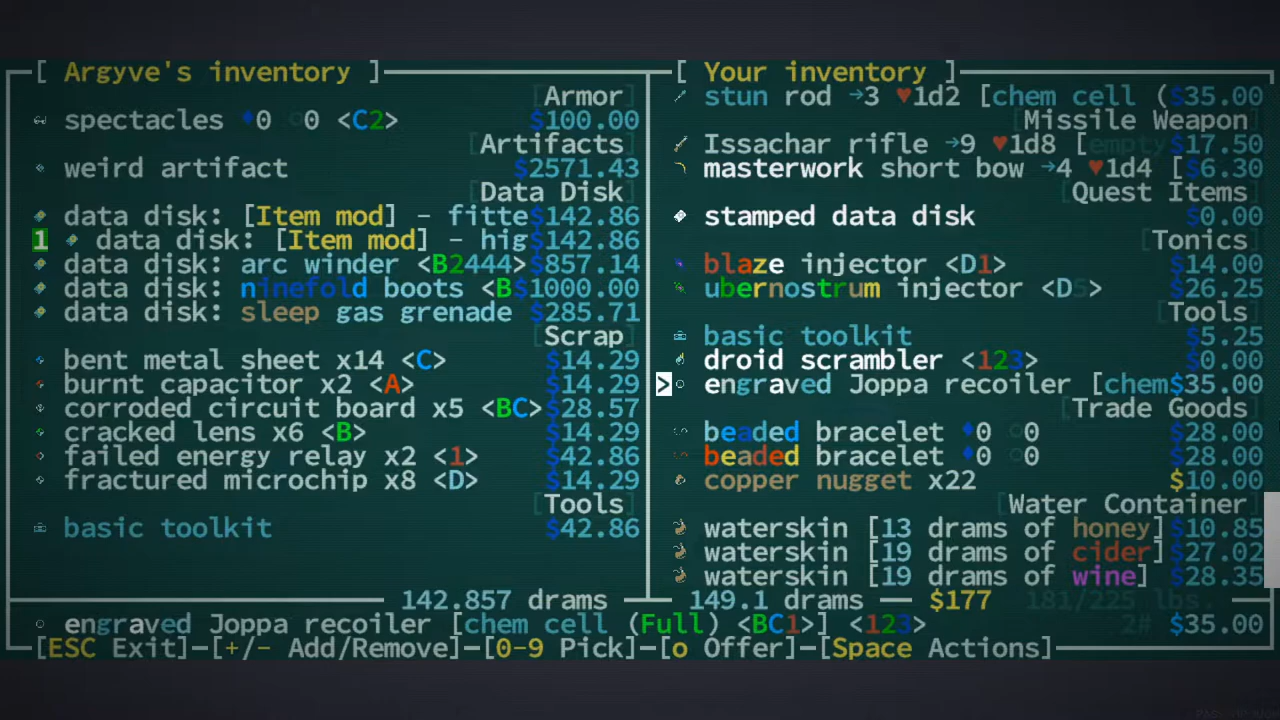 [ Argyve's inventory ]
[Armor]
spectacles ♦0 ○0 <C2> $100.00
[Artifacts]
weird artifact $2571.43
[Data Disk]
data disk: [Item mod] - fitte $142.86
1 data disk: [Item mod] - hig $142.86
data disk: arc winder <B2444> $857.14
data disk: ninefold boots <B $1000.00
data disk: sleep gas grenade $285.71
[Scrap]
bent metal sheet x14 <C> $14.29
burnt capacitor x2 <A> $14.29
corroded circuit board x5 <BC> $28.57
cracked lens x6 <B> $14.29
failed energy relay x2 <1> $42.86
fractured microchip x8 <D> $14.29
[Tools]
basic toolkit $42.86
142.857 drams
[ Your inventory ]
stun rod →3 ♥1d2 [chem cell ( $35.00
[Missile Weapon]
Issachar rifle →9 ♥1d8 [empty $17.50
masterwork short bow →4 ♥1d4 [ $6.30
[Quest Items]
stamped data disk $0.00
[Tonics]
blaze injector <D1> $14.00
ubernostrum injector <D5> $26.25
[Tools]
basic toolkit $5.25
droid scrambler <123> $0.00
> engraved Joppa recoiler [chem $35.00
[Trade Goods]
beaded bracelet ♦0 ○0 $28.00
beaded bracelet ♦0 ○0 $28.00
copper nugget x22 $10.00
[Water Container]
waterskin [13 drams of honey] $10.85
waterskin [19 drams of cider] $27.02
waterskin [19 drams of wine] $28.35
149.1 drams — $177 181/225 lbs.
engraved Joppa recoiler [chem cell (Full) <BC1>] <123> 2# $35.00
[ESC Exit]—[+/- Add/Remove]—[0-9 Pick]—[o Offer]—[Space Actions]